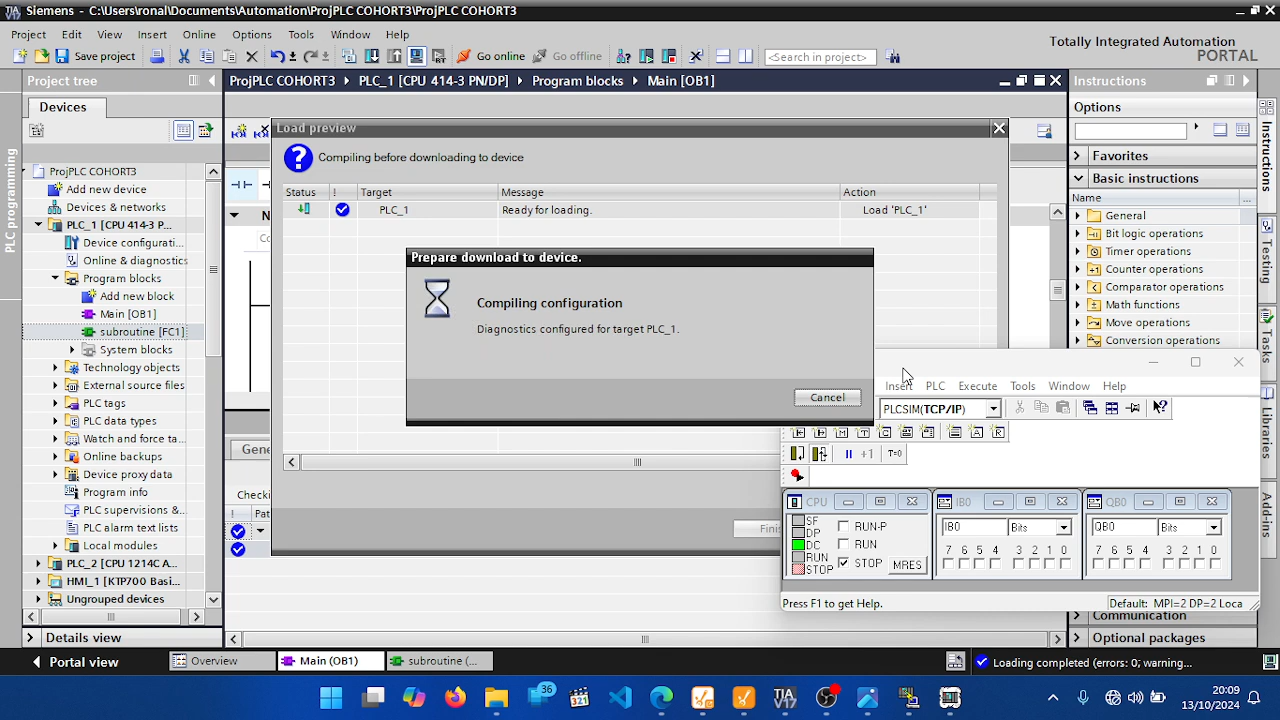 Siemens - C:\Users\ronal\Documents\Automation\ProjPLC COHORT3\ProjPLC COHORT3
Project Edit View Insert Online Options Tools Window Help
Totally Integrated Automation
PORTAL
Save project
Go online
Go offline
<Search in project>
Project tree
ProjPLC COHORT3 PLC_1 [CPU 414-3 PN/DP] Program blocks Main [OB1]
Instructions
Devices
Options
PLC programming
ProjPLC COHORT3
Add new device
Devices & networks
PLC_1 [CPU 414-3 P...
Device configurati...
Online & diagnostics
Program blocks
Add new block
Main [OB1]
subroutine [FC1]
System blocks
Technology objects
External source files
PLC tags
PLC data types
Watch and force ta...
Online backups
Device proxy data
Program info
PLC supervisions &...
PLC alarm text lists
Local modules
PLC_2 [CPU 1214C A...
HMI_1 [KTP700 Basi...
Ungrouped devices
Details view
Load preview
Compiling before downloading to device
Status ! Target Message Action
PLC_1 Ready for loading. Load 'PLC_1'
Prepare download to device.
Compiling configuration
Diagnostics configured for target PLC_1.
Cancel
N
Co
Gene
Checki
! Pat
Finis
Favorites
Basic instructions
Name ...
General
Bit logic operations
Timer operations
Counter operations
Comparator operations
Math functions
Move operations
Conversion operations
Communication
Optional packages
Instructions
Testing
Tasks
Libraries
Add-ins
Insert PLC Execute Tools Window Help
PLCSIM(TCP/IP)
+1 T=0
CPU
SF
DP
DC
RUN
STOP
RUN-P
RUN
STOP
MRES
IB0
IB0 Bits
7 6 5 4 3 2 1 0
QB0
QB0 Bits
7 6 5 4 3 2 1 0
Press F1 to get Help.
Default: MPI=2 DP=2 Loca
Portal view
Overview
Main (OB1)
subroutine (...
Loading completed (errors: 0; warning...
36
321
TIA
V17
20:09
13/10/2024